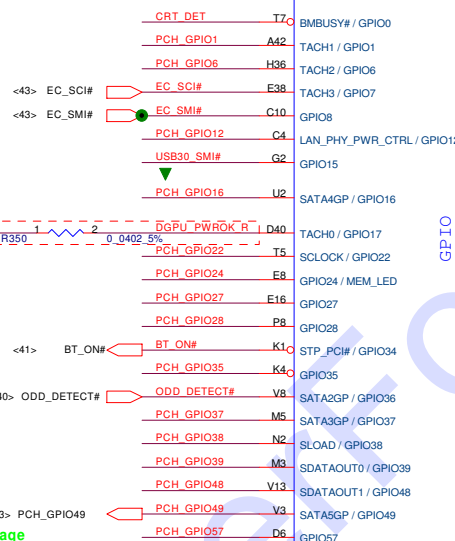 CRT_DET T7 BMBUSY# / GPIO0
PCH_GPIO1 A42 TACH1 / GPIO1
PCH_GPIO6 H36 TACH2 / GPIO6
<43> EC_SCI# EC_SCI# E38 TACH3 / GPIO7
<43> EC_SMI# EC_SMI# C10 GPIO8
PCH_GPIO12 C4 LAN_PHY_PWR_CTRL / GPIO12
USB30_SMI# G2 GPIO15
PCH_GPIO16 U2 SATA4GP / GPIO16
GPIO
1 2 DGPU_PWROK_R D40 TACH0 / GPIO17
R350 0_0402_5%
PCH_GPIO22 T5 SCLOCK / GPIO22
PCH_GPIO24 E8 GPIO24 / MEM_LED
PCH_GPIO27 E16 GPIO27
PCH_GPIO28 P8 GPIO28
<41> BT_ON# BT_ON# K1 STP_PCI# / GPIO34
PCH_GPIO35 K4 GPIO35
0> ODD_DETECT# ODD_DETECT# V8 SATA2GP / GPIO36
PCH_GPIO37 M5 SATA3GP / GPIO37
PCH_GPIO38 N2 SLOAD / GPIO38
PCH_GPIO39 M3 SDATAOUT0 / GPIO39
PCH_GPIO48 V13 SDATAOUT1 / GPIO48
3> PCH_GPIO49 PCH_GPIO49 V3 SATA5GP / GPIO49
PCH_GPIO57 D6 GPIO57